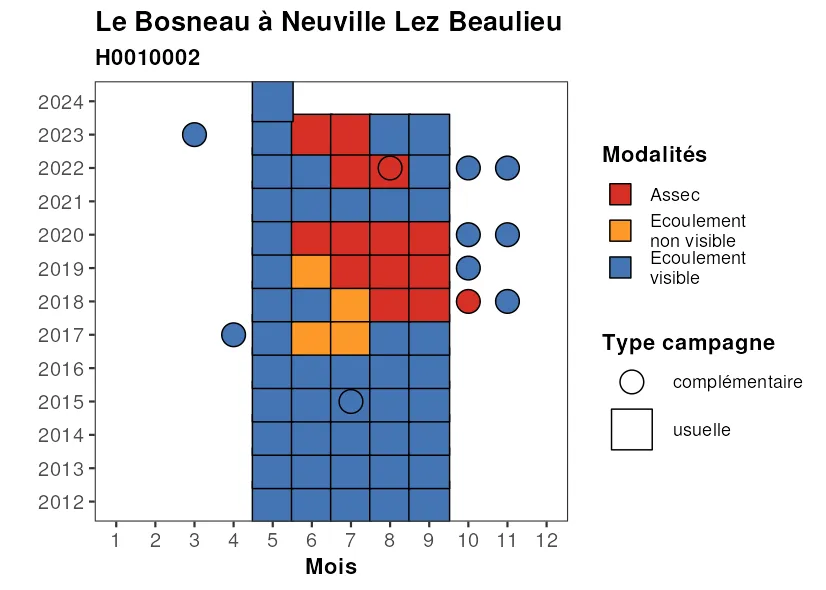 Le Bosneau à Neuville Lez Beaulieu
H0010002
2024
2023
2022
2021
2020
2019
2018
2017
2016
2015
2014
2013
2012
1 2 3 4 5 6 7 8 9 10 11 12
Mois
Modalités
Assec
Ecoulement
non visible
Ecoulement
visible
Type campagne
complémentaire
usuelle